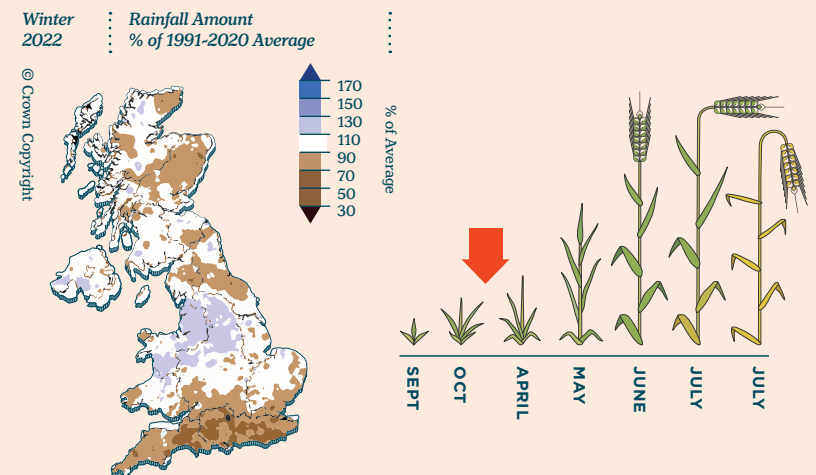 Winter
2022
Rainfall Amount
% of 1991-2020 Average
© Crown Copyright
170
150
130
110
90
70
50
30
% of Average
SEPT
OCT
APRIL
MAY
JUNE
JULY
JULY